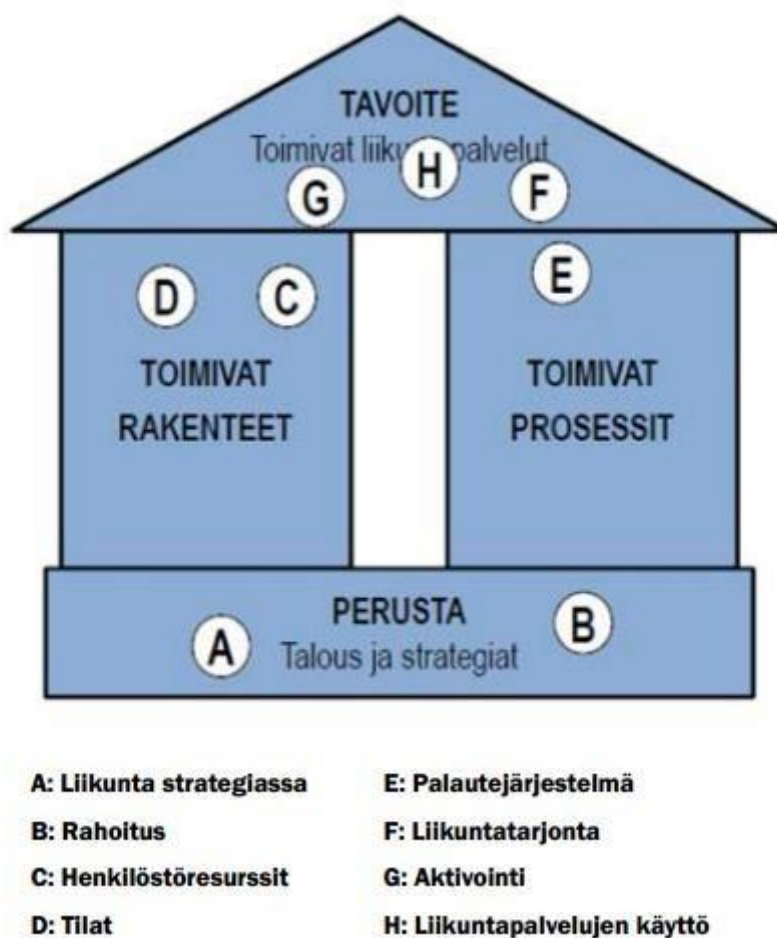 TAVOITE
Toimivat liikuntapalvelut
G H F
D C E
TOIMIVAT RAKENTEET
TOIMIVAT PROSESSIT
PERUSTA
A B
Talous ja strategiat
A: Liikunta strategiassa
B: Rahoitus
C: Henkilöstöresurssit
D: Tilat
E: Palautejärjestelmä
F: Liikuntatarjonta
G: Aktivointi
H: Liikuntapalvelujen käyttö